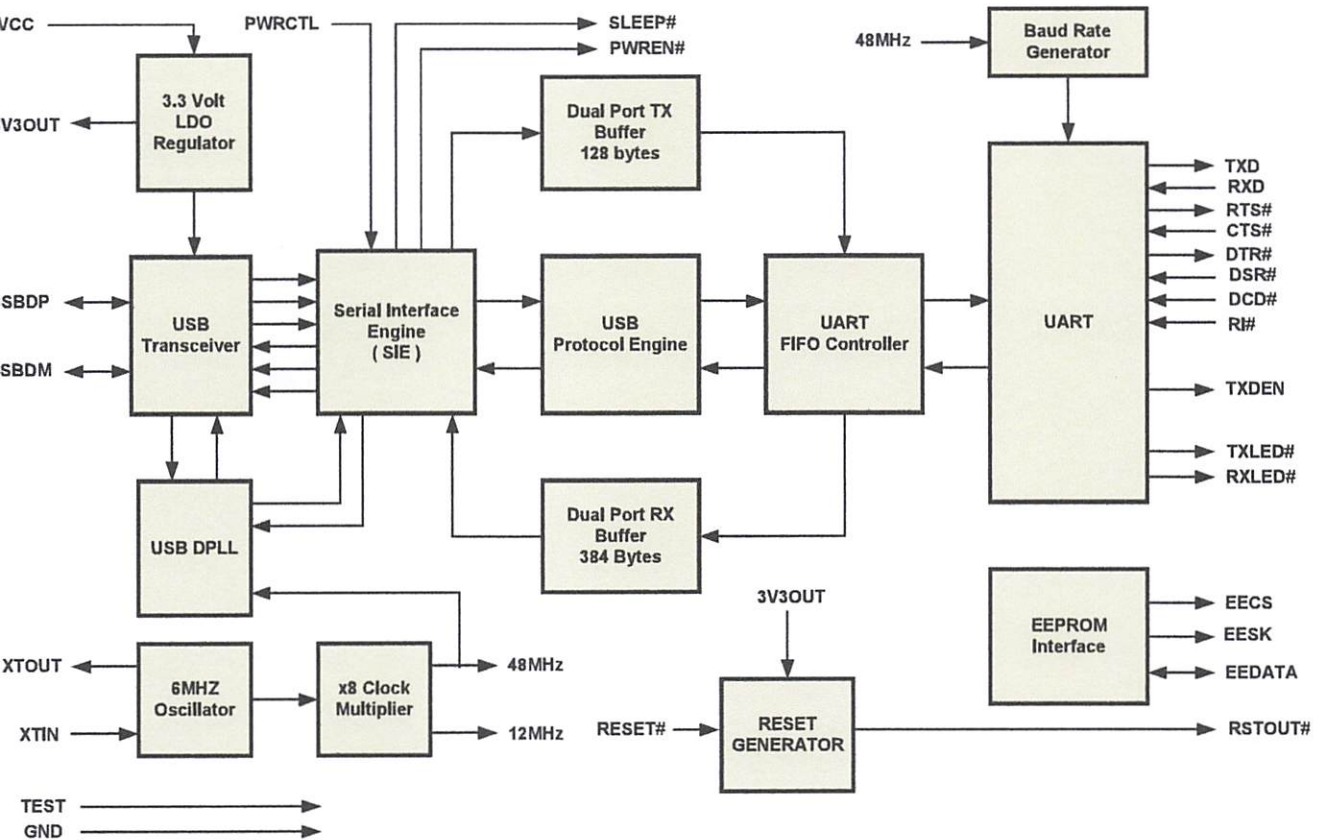 VCC
PWRCTL
SLEEP#
PWREN#
48MHz
Baud Rate
Generator
3.3 Volt
LDO
Regulator
V3OUT
Dual Port TX
Buffer
128 bytes
TXD
RXD
RTS#
CTS#
DTR#
DSR#
DCD#
RI#
SBDP
SBDM
USB
Transceiver
Serial Interface
Engine
( SIE )
USB
Protocol Engine
UART
FIFO Controller
UART
TXDEN
TXLED#
RXLED#
USB DPLL
Dual Port RX
Buffer
384 Bytes
3V3OUT
EEPROM
Interface
EECS
EESK
EEDATA
XTOUT
XTIN
6MHZ
Oscillator
x8 Clock
Multiplier
48MHz
12MHz
RESET#
RESET
GENERATOR
RSTOUT#
TEST
GND